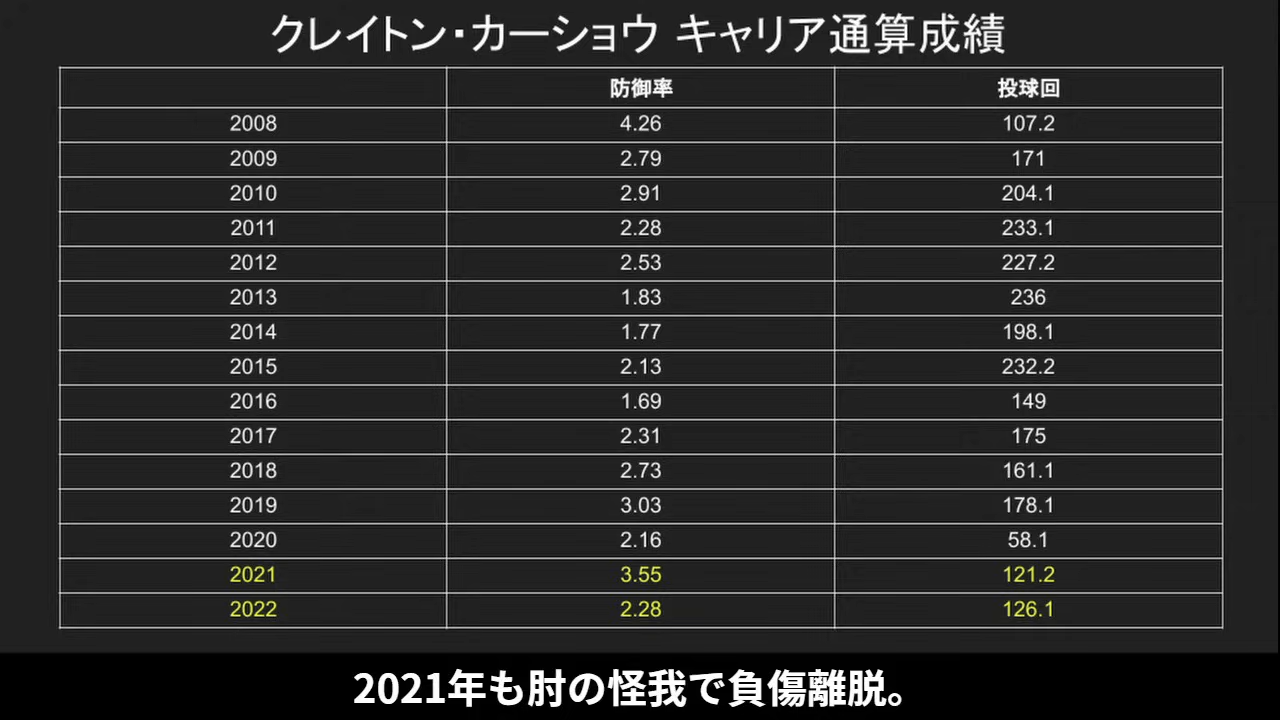 クレイトン・カーショウ キャリア通算成績
防御率 投球回
2008 4.26 107.2
2009 2.79 171
2010 2.91 204.1
2011 2.28 233.1
2012 2.53 227.2
2013 1.83 236
2014 1.77 198.1
2015 2.13 232.2
2016 1.69 149
2017 2.31 175
2018 2.73 161.1
2019 3.03 178.1
2020 2.16 58.1
2021 3.55 121.2
2022 2.28 126.1
2021年も肘の怪我で負傷離脱。